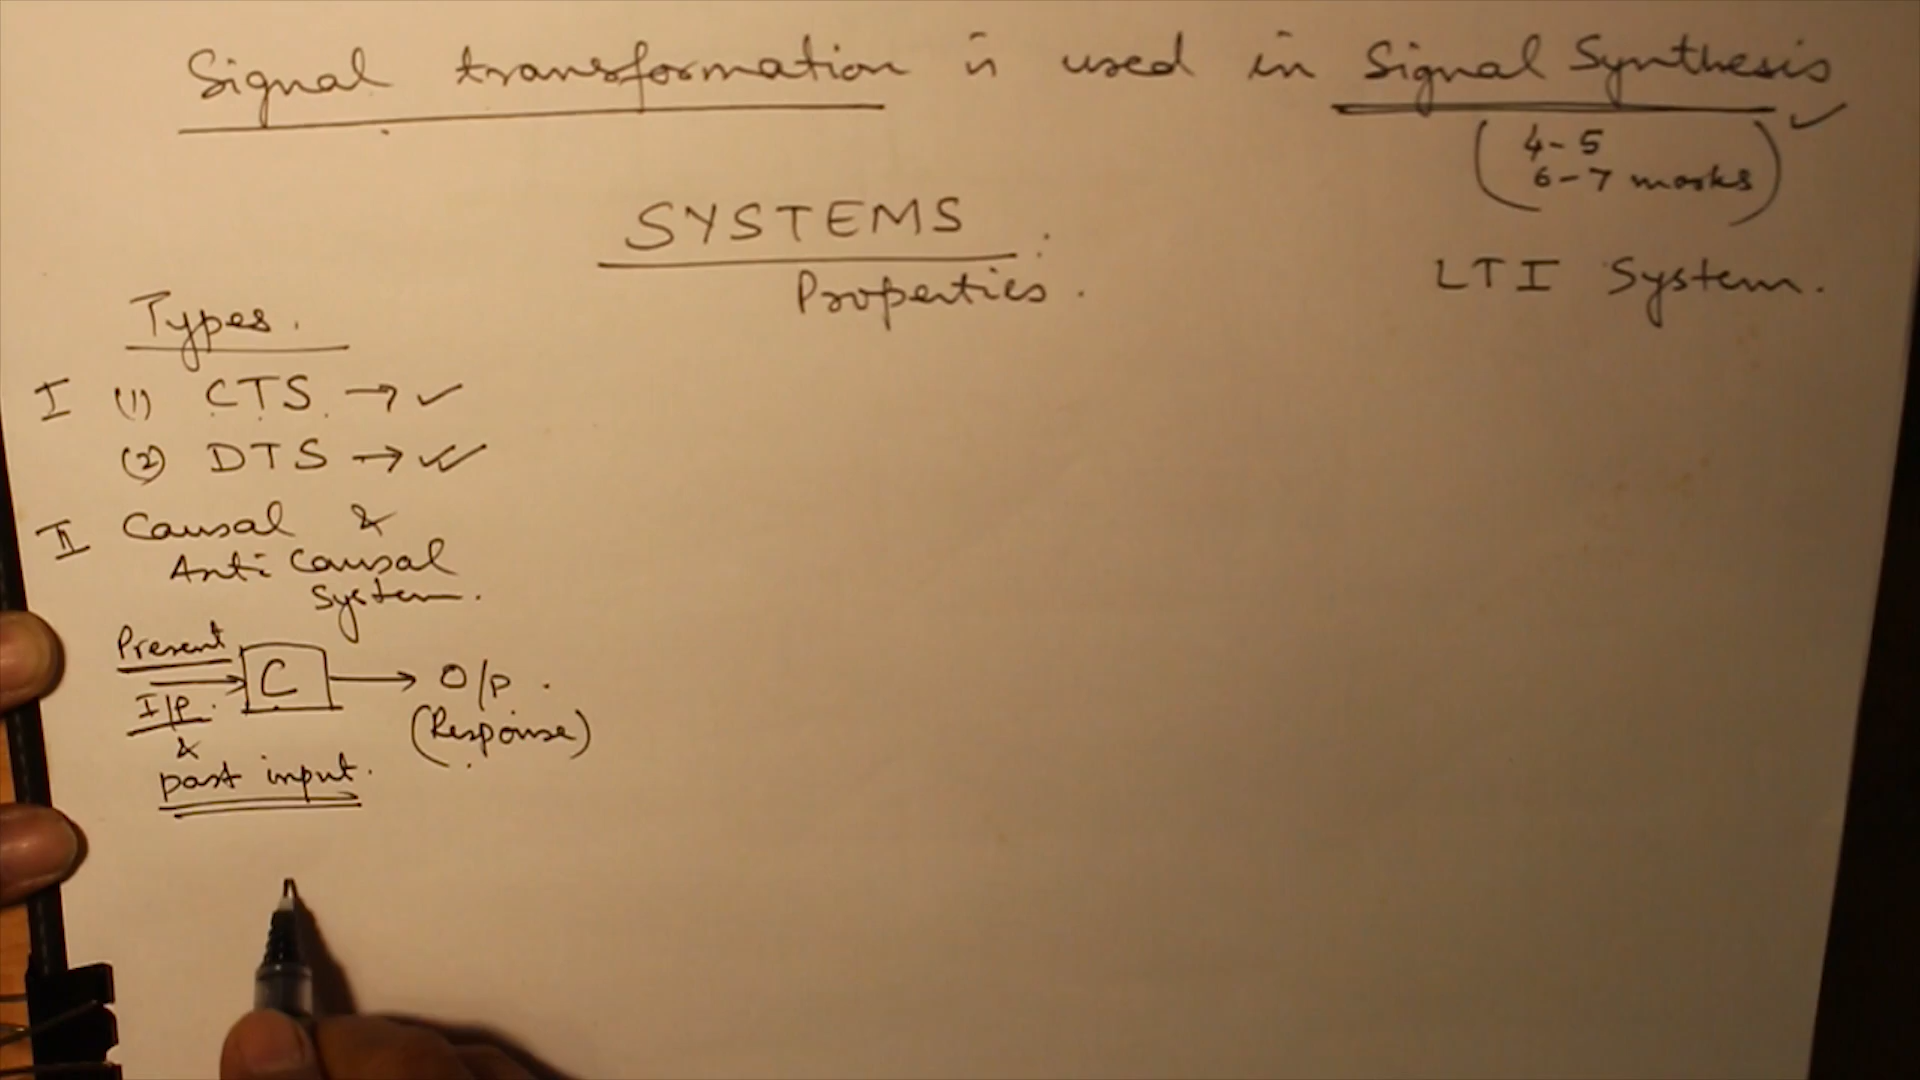 Signal transformation is used in Signal Synthesis
(4-5
6-7 marks)
SYSTEMS :
Properties.
LTI System.
Types.
I (1) CTS. → ✓
(2) DTS → ✓✓
II Causal &
Anti Causal
System.
Present
I/P.
&
past input.
C
→ O/p.
(Response)